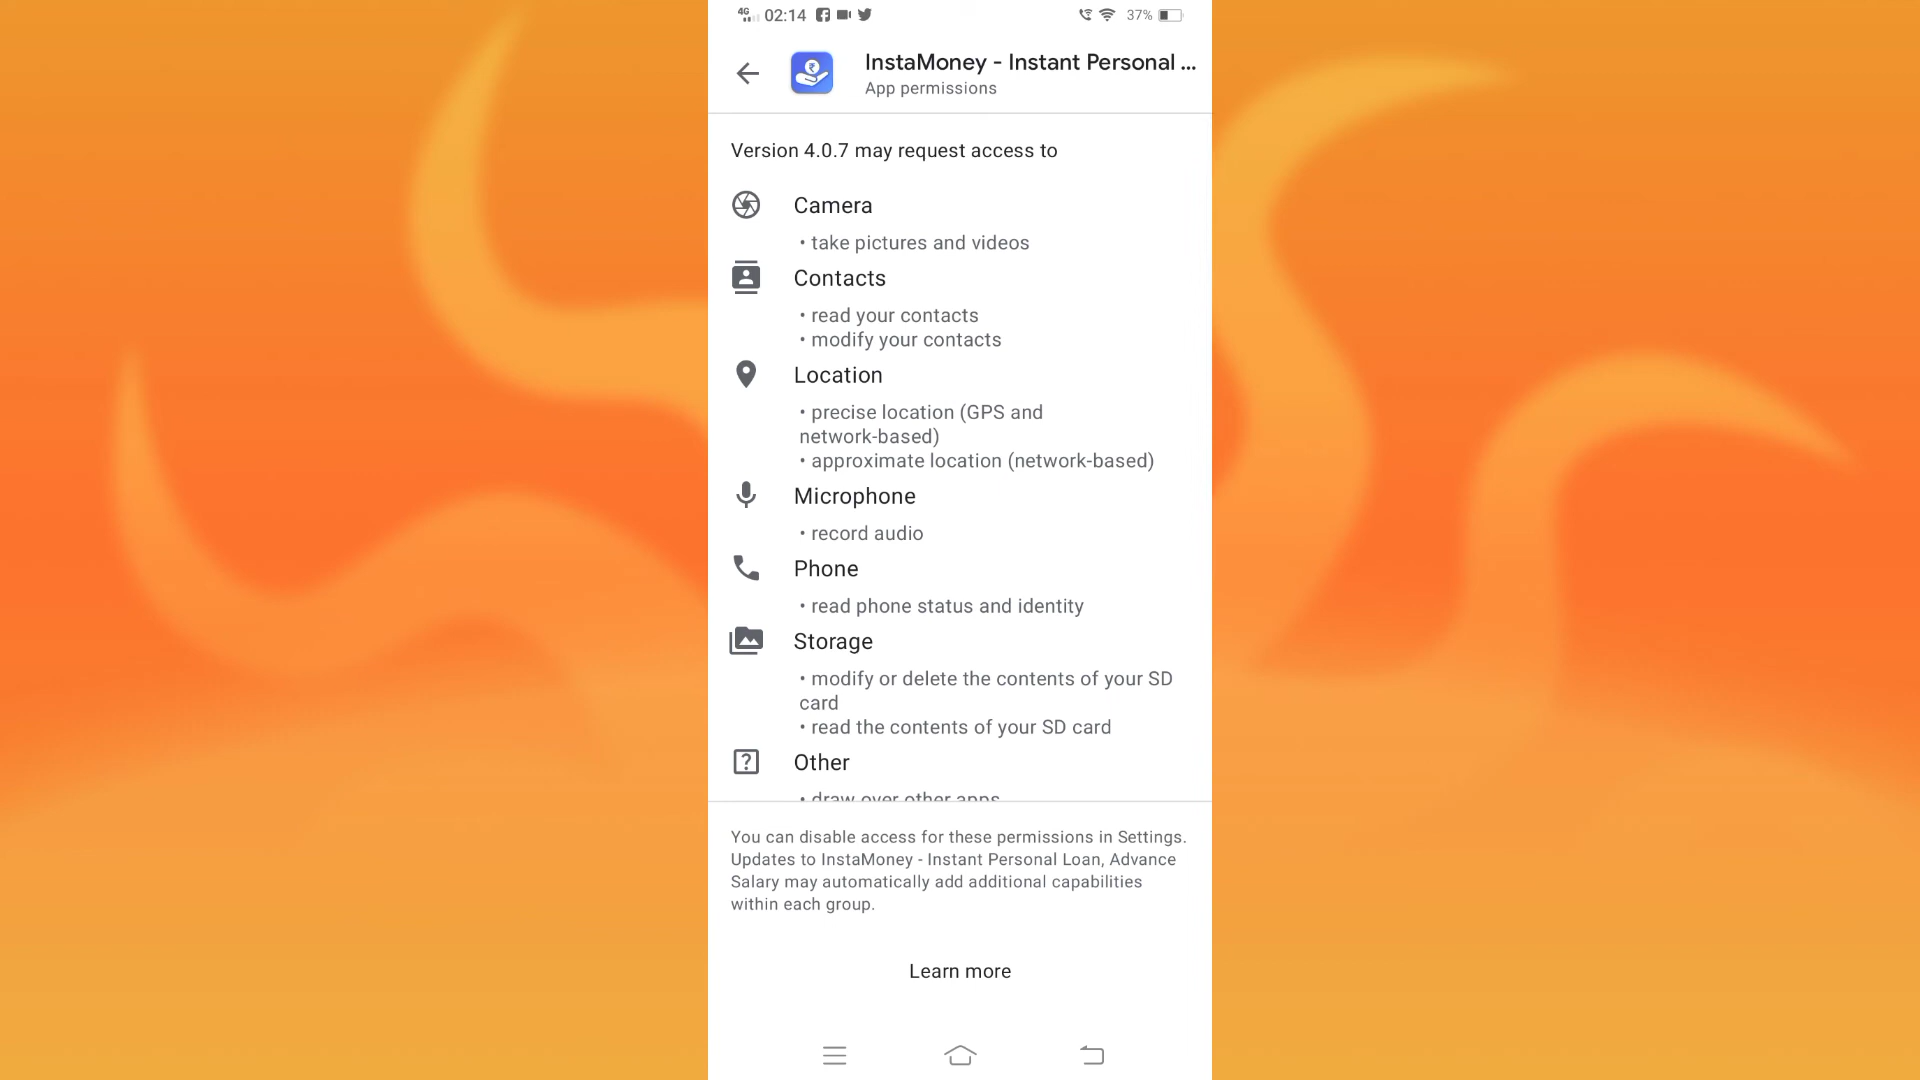 4G 02:14 37%
InstaMoney - Instant Personal ...
App permissions
Version 4.0.7 may request access to
Camera
• take pictures and videos
Contacts
• read your contacts
• modify your contacts
Location
• precise location (GPS and
network-based)
• approximate location (network-based)
Microphone
• record audio
Phone
• read phone status and identity
Storage
• modify or delete the contents of your SD
card
• read the contents of your SD card
Other
• draw over other apps
You can disable access for these permissions in Settings.
Updates to InstaMoney - Instant Personal Loan, Advance
Salary may automatically add additional capabilities
within each group.
Learn more